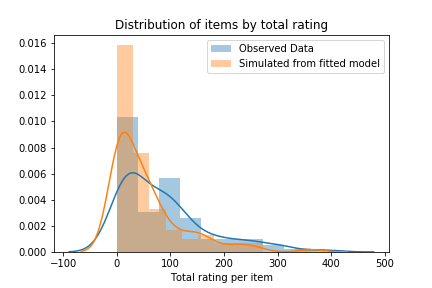 Distribution of items by total rating
Observed Data
Simulated from fitted model
0.016
0.014
0.012
0.010
0.008
0.006
0.004
0.002
0.000
−100 0 100 200 300 400 500
Total rating per item